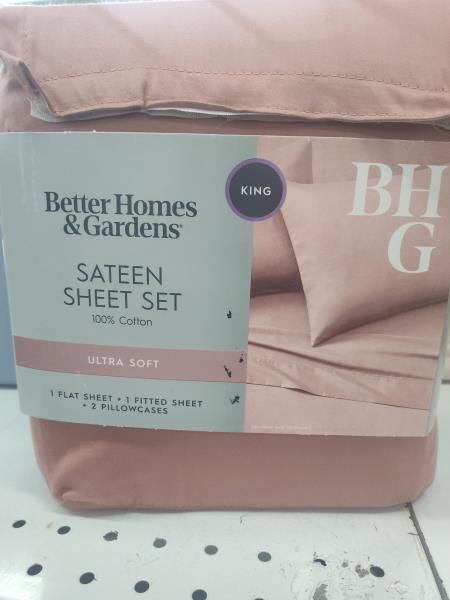 Better Homes
& Gardens®
KING
BH
G
SATEEN
SHEET SET
100% Cotton
ULTRA SOFT
1 FLAT SHEET + 1 FITTED SHEET
+ 2 PILLOWCASES